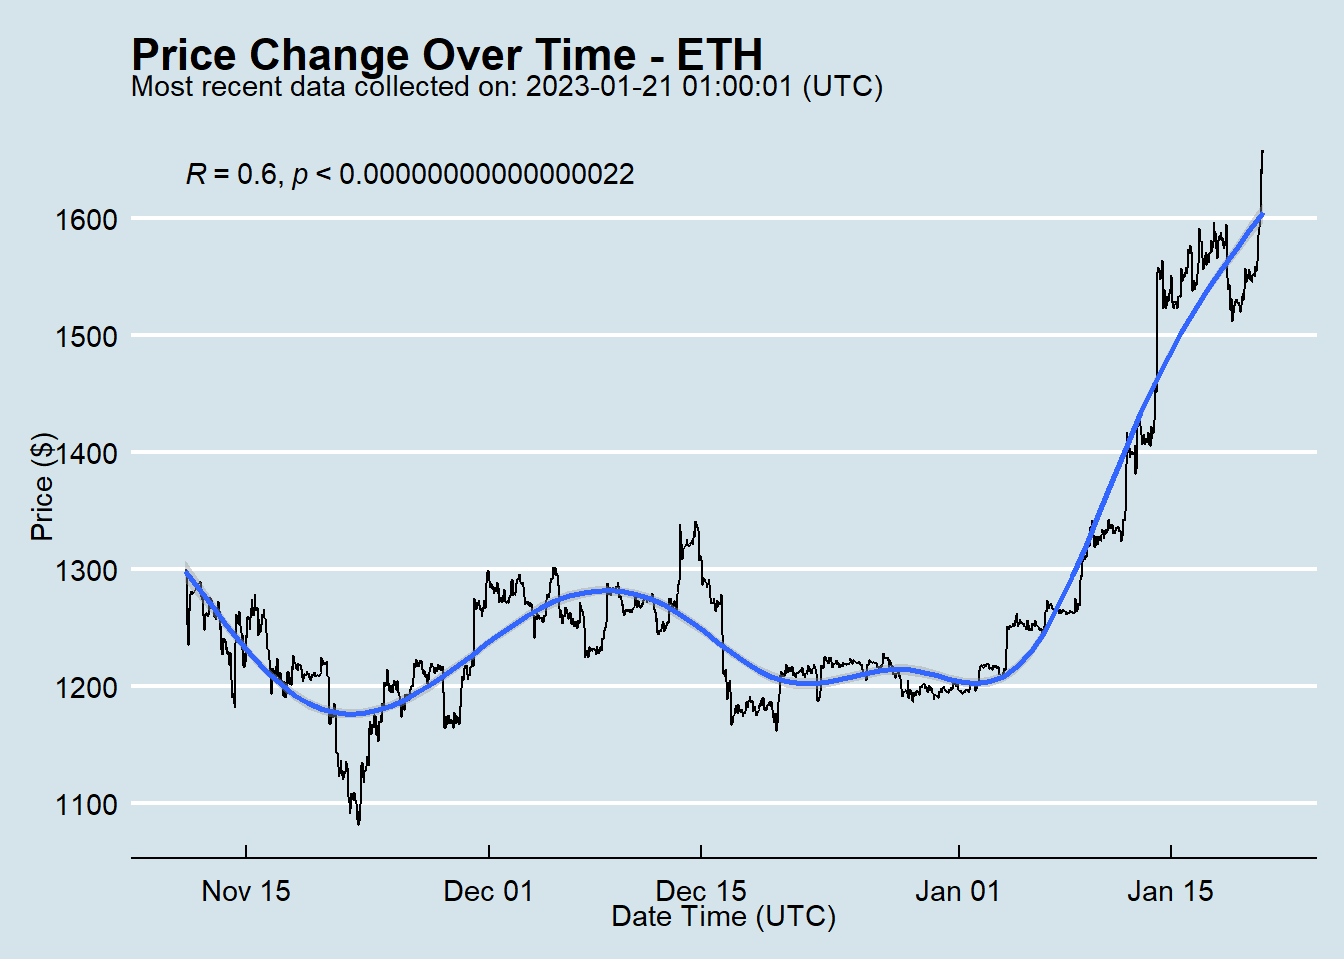 Price Change Over Time - ETH
Most recent data collected on: 2023-01-21 01:00:01 (UTC)
R = 0.6, p < 0.00000000000000022
1600
1500
1400
1300
1200
1100
Price ($)
Nov 15 Dec 01 Dec 15 Jan 01 Jan 15
Date Time (UTC)